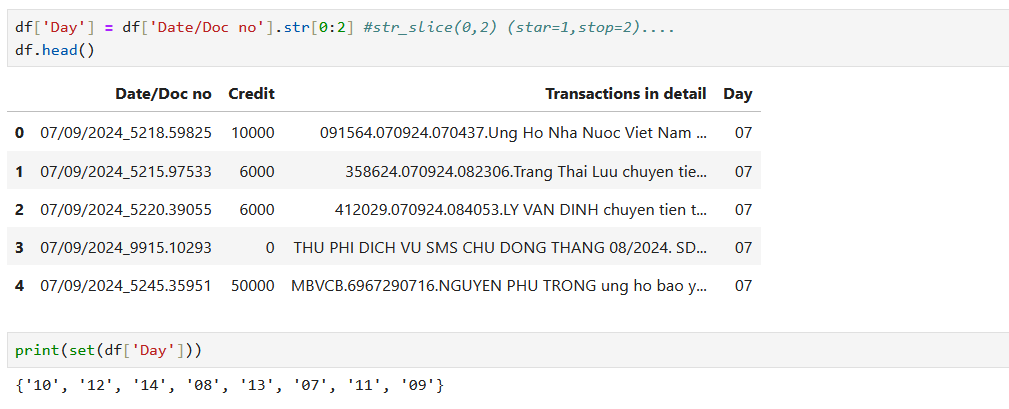 df['Day'] = df['Date/Doc no'].str[0:2] #str_slice(0,2) (star=1,stop=2)....
df.head()
Date/Doc no Credit Transactions in detail Day
0 07/09/2024_5218.59825 10000 091564.070924.070437.Ung Ho Nha Nuoc Viet Nam ... 07
1 07/09/2024_5215.97533 6000 358624.070924.082306.Trang Thai Luu chuyen tie... 07
2 07/09/2024_5220.39055 6000 412029.070924.084053.LY VAN DINH chuyen tien t... 07
3 07/09/2024_9915.10293 0 THU PHI DICH VU SMS CHU DONG THANG 08/2024. SD... 07
4 07/09/2024_5245.35951 50000 MBVCB.6967290716.NGUYEN PHU TRONG ung ho bao y... 07
print(set(df['Day']))
{'10', '12', '14', '08', '13', '07', '11', '09'}